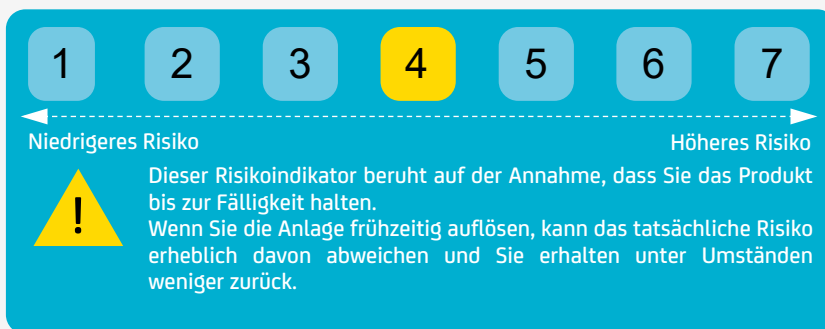 1 2 3 4 5 6 7
Niedrigeres Risiko Höheres Risiko
!
Dieser Risikoindikator beruht auf der Annahme, dass Sie das Produkt
bis zur Fälligkeit halten.
Wenn Sie die Anlage frühzeitig auflösen, kann das tatsächliche Risiko
erheblich davon abweichen und Sie erhalten unter Umständen
weniger zurück.